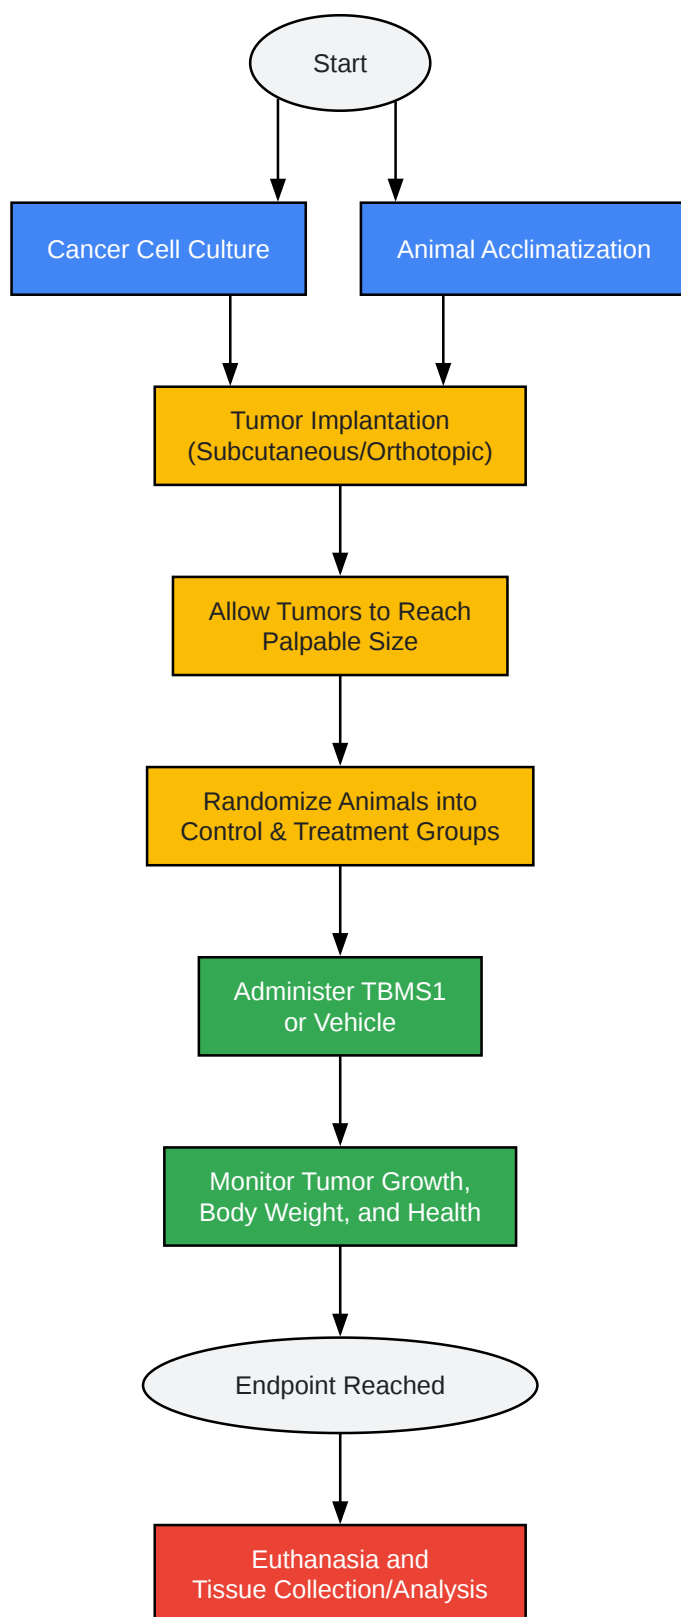 Start
Cancer Cell Culture
Animal Acclimatization
Tumor Implantation
(Subcutaneous/Orthotopic)
Allow Tumors to Reach
Palpable Size
Randomize Animals into
Control & Treatment Groups
Administer TBMS1
or Vehicle
Monitor Tumor Growth,
Body Weight, and Health
Endpoint Reached
Euthanasia and
Tissue Collection/Analysis